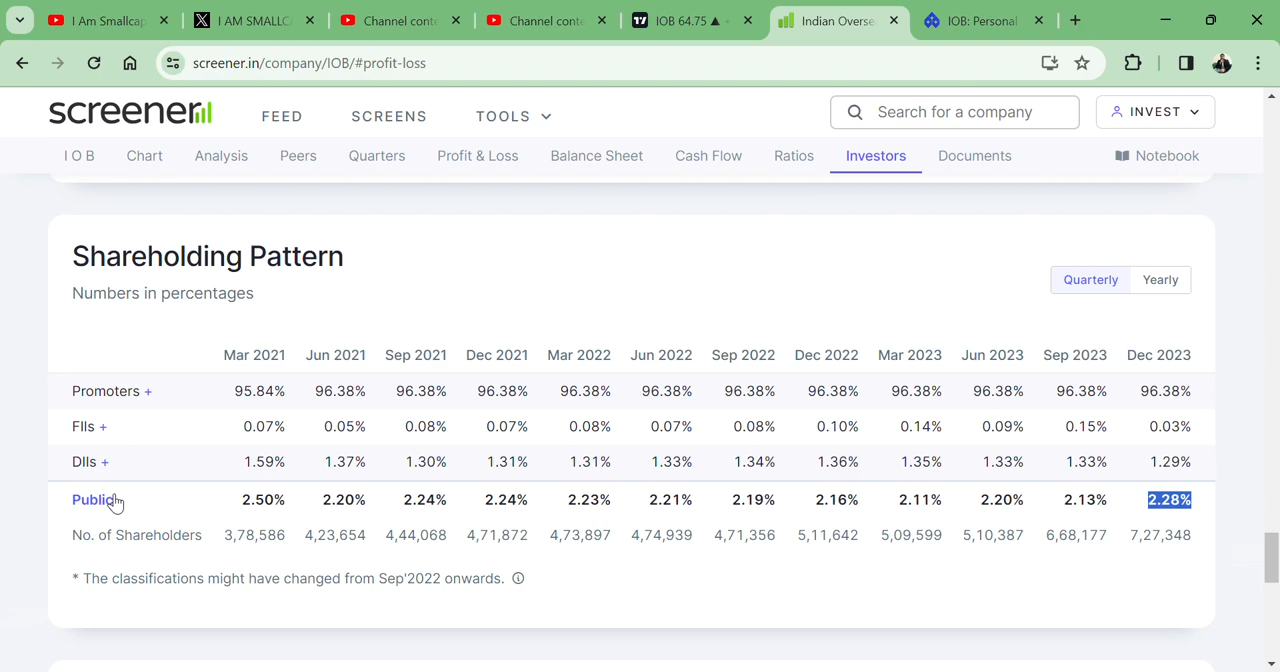 I Am Smallcap
I AM SMALLC
Channel conte
Channel conte
IOB 64.75 ▲ +
Indian Overse
IOB: Personal
screener.in/company/IOB/#profit-loss
screener
FEED
SCREENS
TOOLS
Search for a company
INVEST
I O B
Chart
Analysis
Peers
Quarters
Profit & Loss
Balance Sheet
Cash Flow
Ratios
Investors
Documents
Notebook
Shareholding Pattern
Numbers in percentages
Quarterly
Yearly
Mar 2021 Jun 2021 Sep 2021 Dec 2021 Mar 2022 Jun 2022 Sep 2022 Dec 2022 Mar 2023 Jun 2023 Sep 2023 Dec 2023
Promoters + 95.84% 96.38% 96.38% 96.38% 96.38% 96.38% 96.38% 96.38% 96.38% 96.38% 96.38% 96.38%
FIIs + 0.07% 0.05% 0.08% 0.07% 0.08% 0.07% 0.08% 0.10% 0.14% 0.09% 0.15% 0.03%
DIIs + 1.59% 1.37% 1.30% 1.31% 1.31% 1.33% 1.34% 1.36% 1.35% 1.33% 1.33% 1.29%
Public 2.50% 2.20% 2.24% 2.24% 2.23% 2.21% 2.19% 2.16% 2.11% 2.20% 2.13% 2.28%
No. of Shareholders 3,78,586 4,23,654 4,44,068 4,71,872 4,73,897 4,74,939 4,71,356 5,11,642 5,09,599 5,10,387 6,68,177 7,27,348
* The classifications might have changed from Sep'2022 onwards.